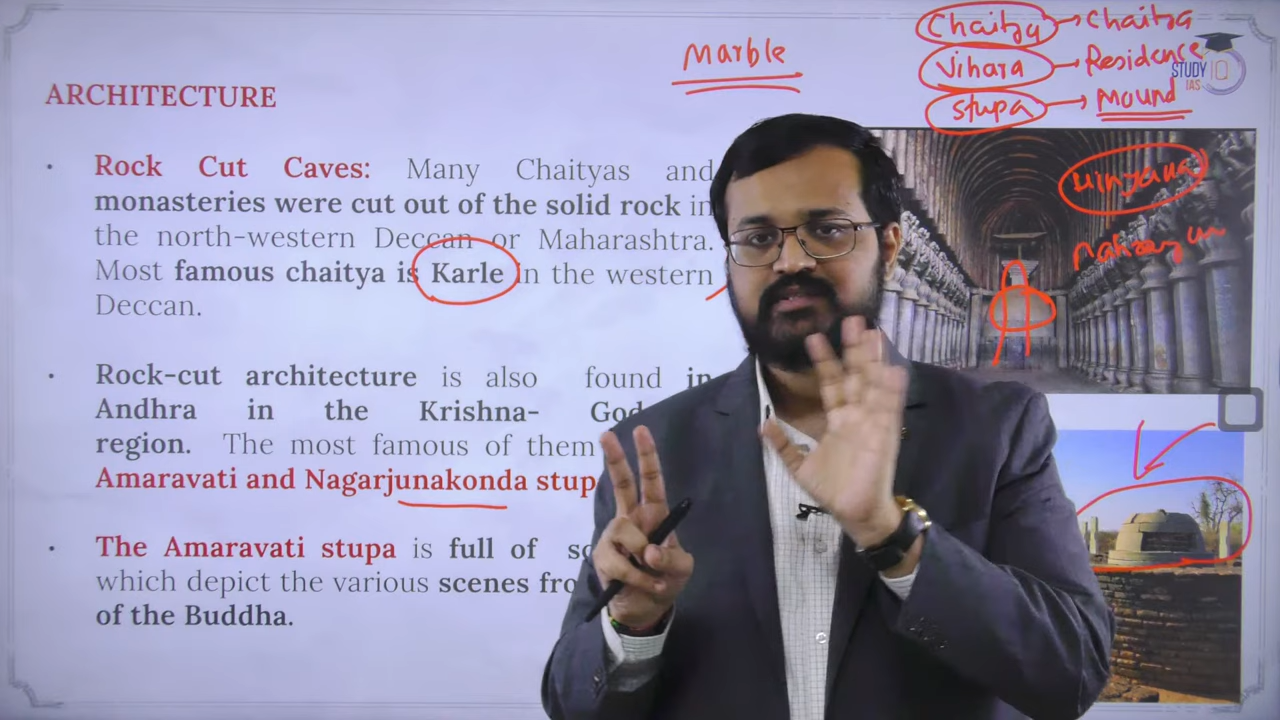 Chaitya → Chaitya
Marble
Vihara → Residence
STUDY IQ
IAS
stupa → Mound
ARCHITECTURE
• Rock Cut Caves: Many Chaityas and
monasteries were cut out of the solid rock in
the north-western Deccan or Maharashtra.
Most famous chaitya is Karle in the western
Deccan.
Hinyana
• Rock-cut architecture is also found in
Andhra in the Krishna- God
region. The most famous of them
Amaravati and Nagarjunakonda stup
• The Amaravati stupa is full of sc
which depict the various scenes fro
of the Buddha.